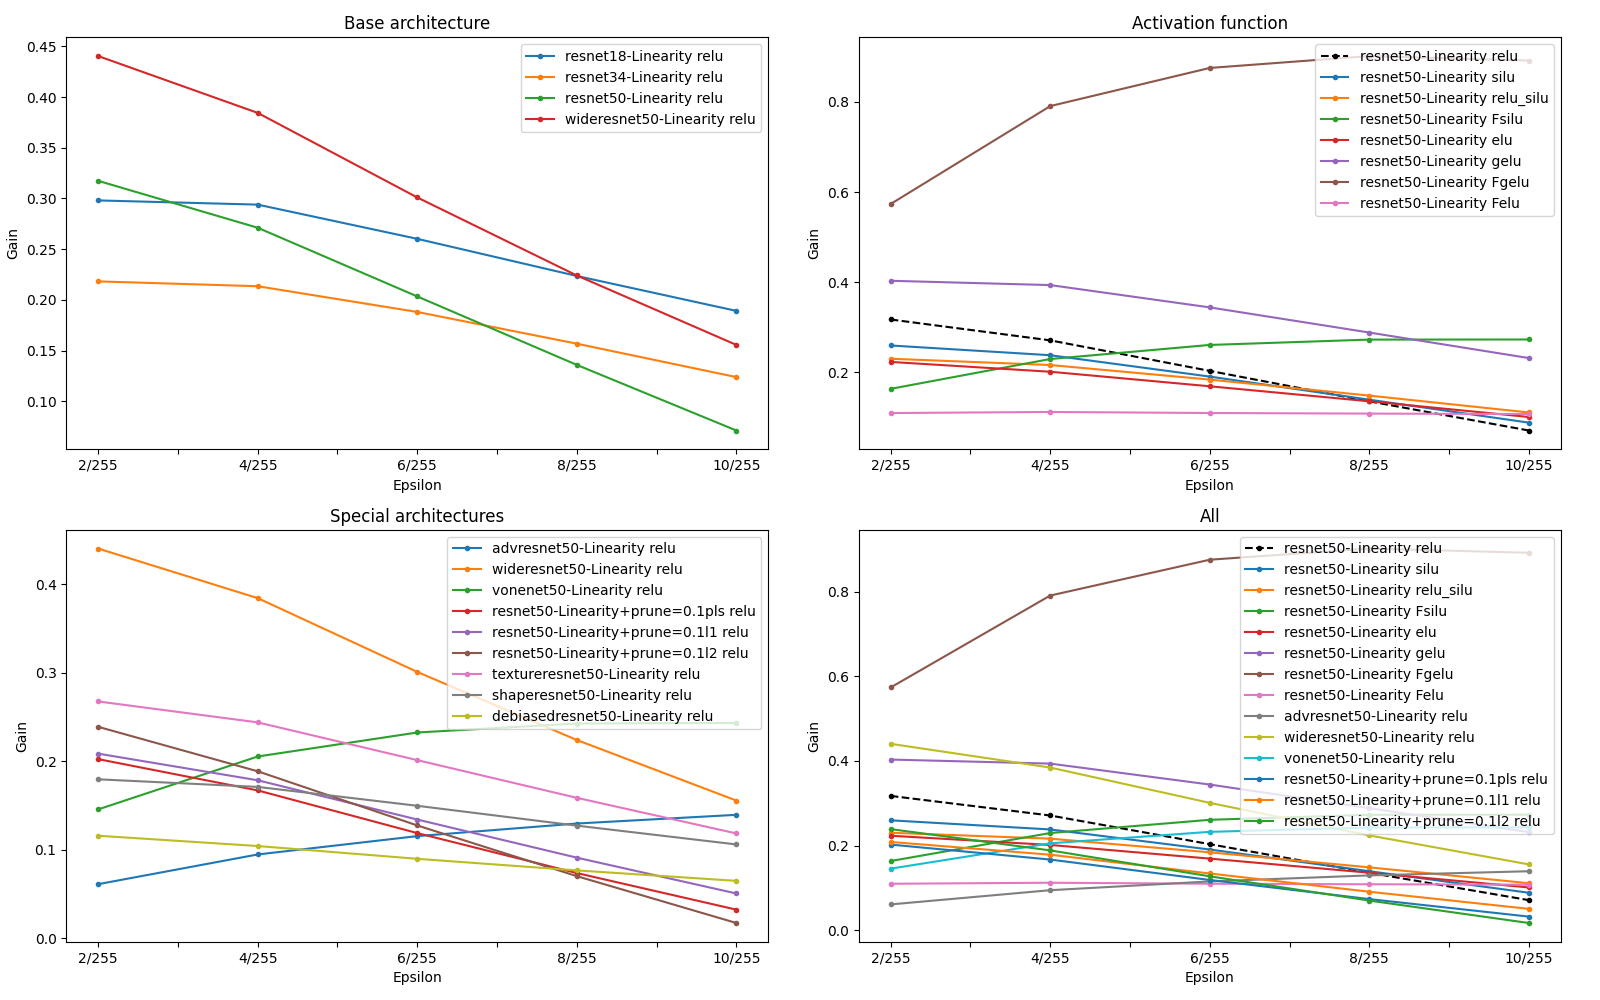 Base architecture
0.45
0.40
0.35
0.30
0.25
0.20
0.15
0.10
Gain
2/255 4/255 6/255 8/255 10/255
Epsilon
resnet18-Linearity relu
resnet34-Linearity relu
resnet50-Linearity relu
wideresnet50-Linearity relu
Activation function
0.8
0.6
0.4
0.2
Gain
2/255 4/255 6/255 8/255 10/255
Epsilon
resnet50-Linearity relu
resnet50-Linearity silu
resnet50-Linearity relu_silu
resnet50-Linearity Fsilu
resnet50-Linearity elu
resnet50-Linearity gelu
resnet50-Linearity Fgelu
resnet50-Linearity Felu
Special architectures
0.4
0.3
0.2
0.1
0.0
Gain
2/255 4/255 6/255 8/255 10/255
Epsilon
advresnet50-Linearity relu
wideresnet50-Linearity relu
vonenet50-Linearity relu
resnet50-Linearity+prune=0.1pls relu
resnet50-Linearity+prune=0.1l1 relu
resnet50-Linearity+prune=0.1l2 relu
textureresnet50-Linearity relu
shaperesnet50-Linearity relu
debiasedresnet50-Linearity relu
All
0.8
0.6
0.4
0.2
0.0
Gain
2/255 4/255 6/255 8/255 10/255
Epsilon
resnet50-Linearity relu
resnet50-Linearity silu
resnet50-Linearity relu_silu
resnet50-Linearity Fsilu
resnet50-Linearity elu
resnet50-Linearity gelu
resnet50-Linearity Fgelu
resnet50-Linearity Felu
advresnet50-Linearity relu
wideresnet50-Linearity relu
vonenet50-Linearity relu
resnet50-Linearity+prune=0.1pls relu
resnet50-Linearity+prune=0.1l1 relu
resnet50-Linearity+prune=0.1l2 relu